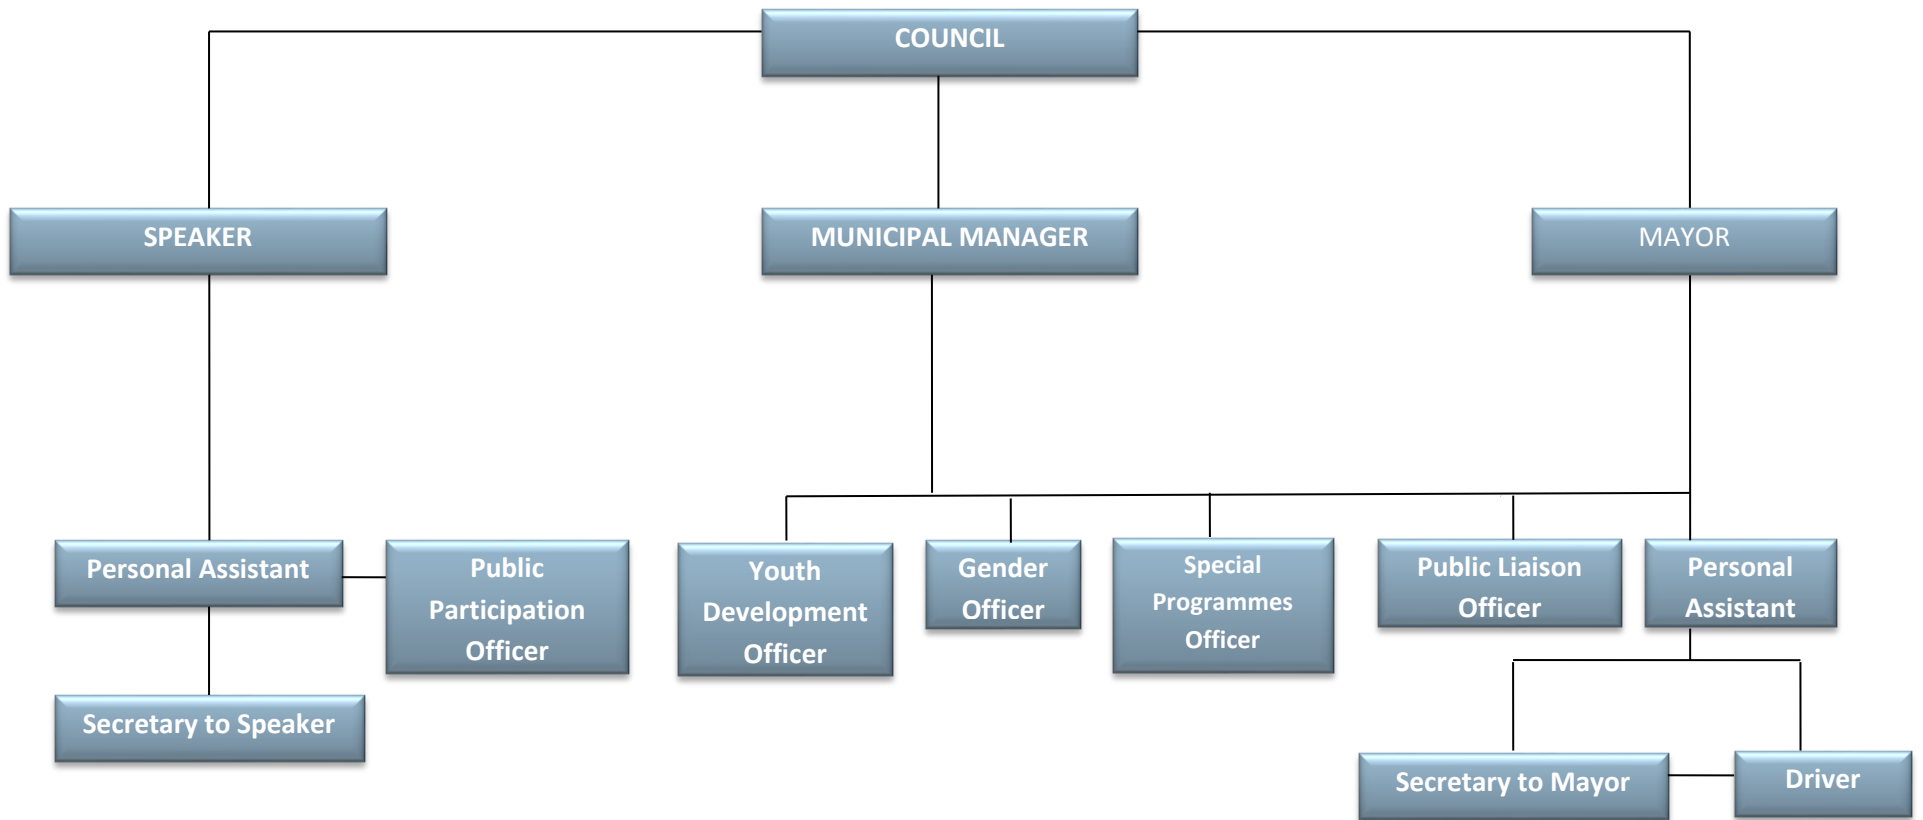 COUNCIL
SPEAKER
MUNICIPAL MANAGER
MAYOR
Personal Assistant
Public
Participation
Officer
Youth
Development
Officer
Gender
Officer
Special
Programmes
Officer
Public Liaison
Officer
Personal
Assistant
Secretary to Speaker
Secretary to Mayor
Driver